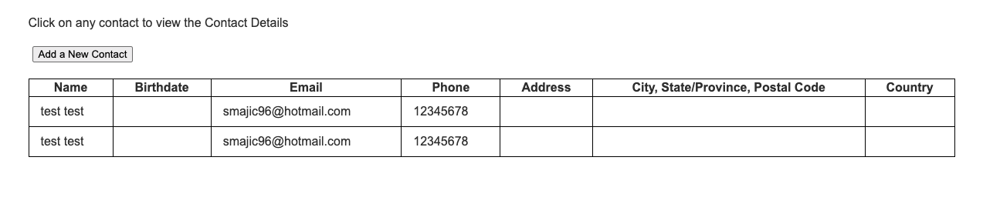 Click on any contact to view the Contact Details
Add a New Contact
Name Birthdate Email Phone Address City, State/Province, Postal Code Country
test test smajic96@hotmail.com 12345678
test test smajic96@hotmail.com 12345678